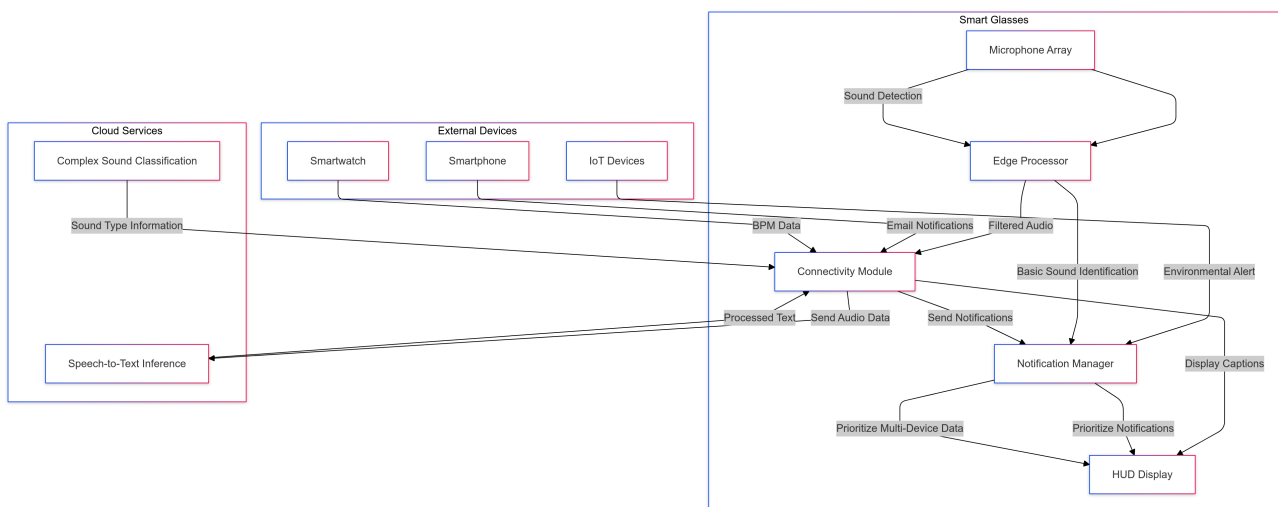 Smart Glasses
Microphone Array
Sound Detection
Cloud Services
External Devices
Complex Sound Classification
Smartwatch
Smartphone
IoT Devices
Edge Processor
Sound Type Information
BPM Data
Email Notifications
Filtered Audio
Connectivity Module
Basic Sound Identification
Environmental Alert
Processed Text
Send Audio Data
Send Notifications
Speech-to-Text Inference
Notification Manager
Display Captions
Prioritize Multi-Device Data
Prioritize Notifications
HUD Display